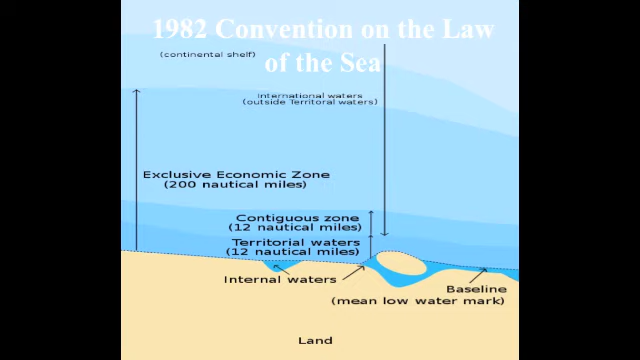 1982 Convention on the Law
of the Sea
(continental shelf)
International waters
(outside Territoral waters)
Exclusive Economic Zone
(200 nautical miles)
Contiguous zone
(12 nautical miles)
Territorial waters
(12 nautical miles)
Internal waters
Baseline
(mean low water mark)
Land